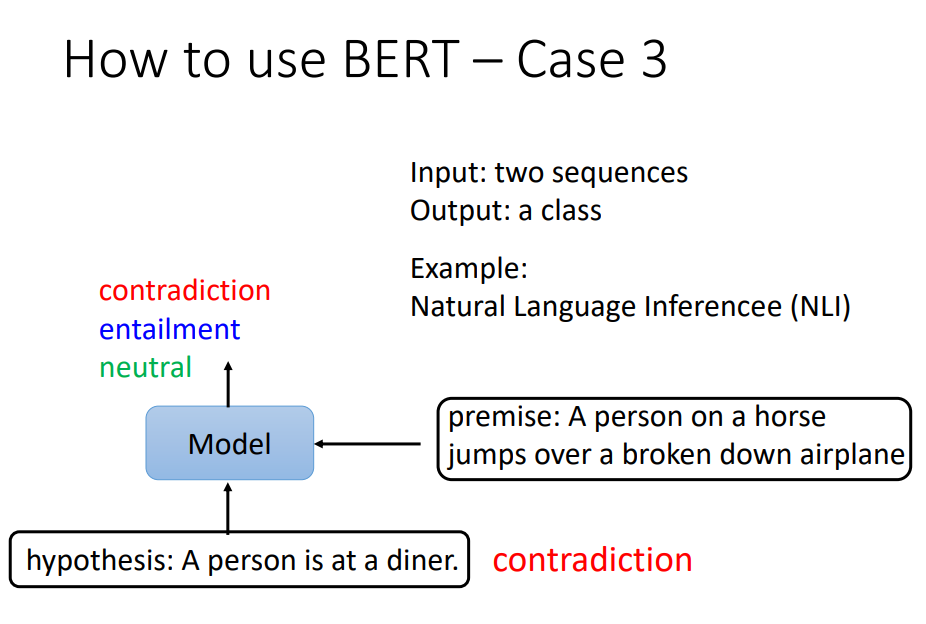 How to use BERT – Case 3
Input: two sequences
Output: a class
Example:
Natural Language Inferencee (NLI)
contradiction
entailment
neutral
Model
premise: A person on a horse
jumps over a broken down airplane
hypothesis: A person is at a diner.
contradiction